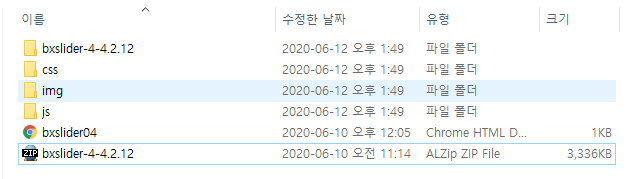 이름 수정한 날짜 유형 크기
bxslider-4-4.2.12 2020-06-12 오후 1:49 파일 폴더
css 2020-06-12 오후 1:49 파일 폴더
img 2020-06-12 오후 1:49 파일 폴더
js 2020-06-12 오후 1:49 파일 폴더
bxslider04 2020-06-10 오후 12:05 Chrome HTML D... 1KB
ZIP bxslider-4-4.2.12 2020-06-10 오전 11:14 ALZip ZIP File 3,336KB